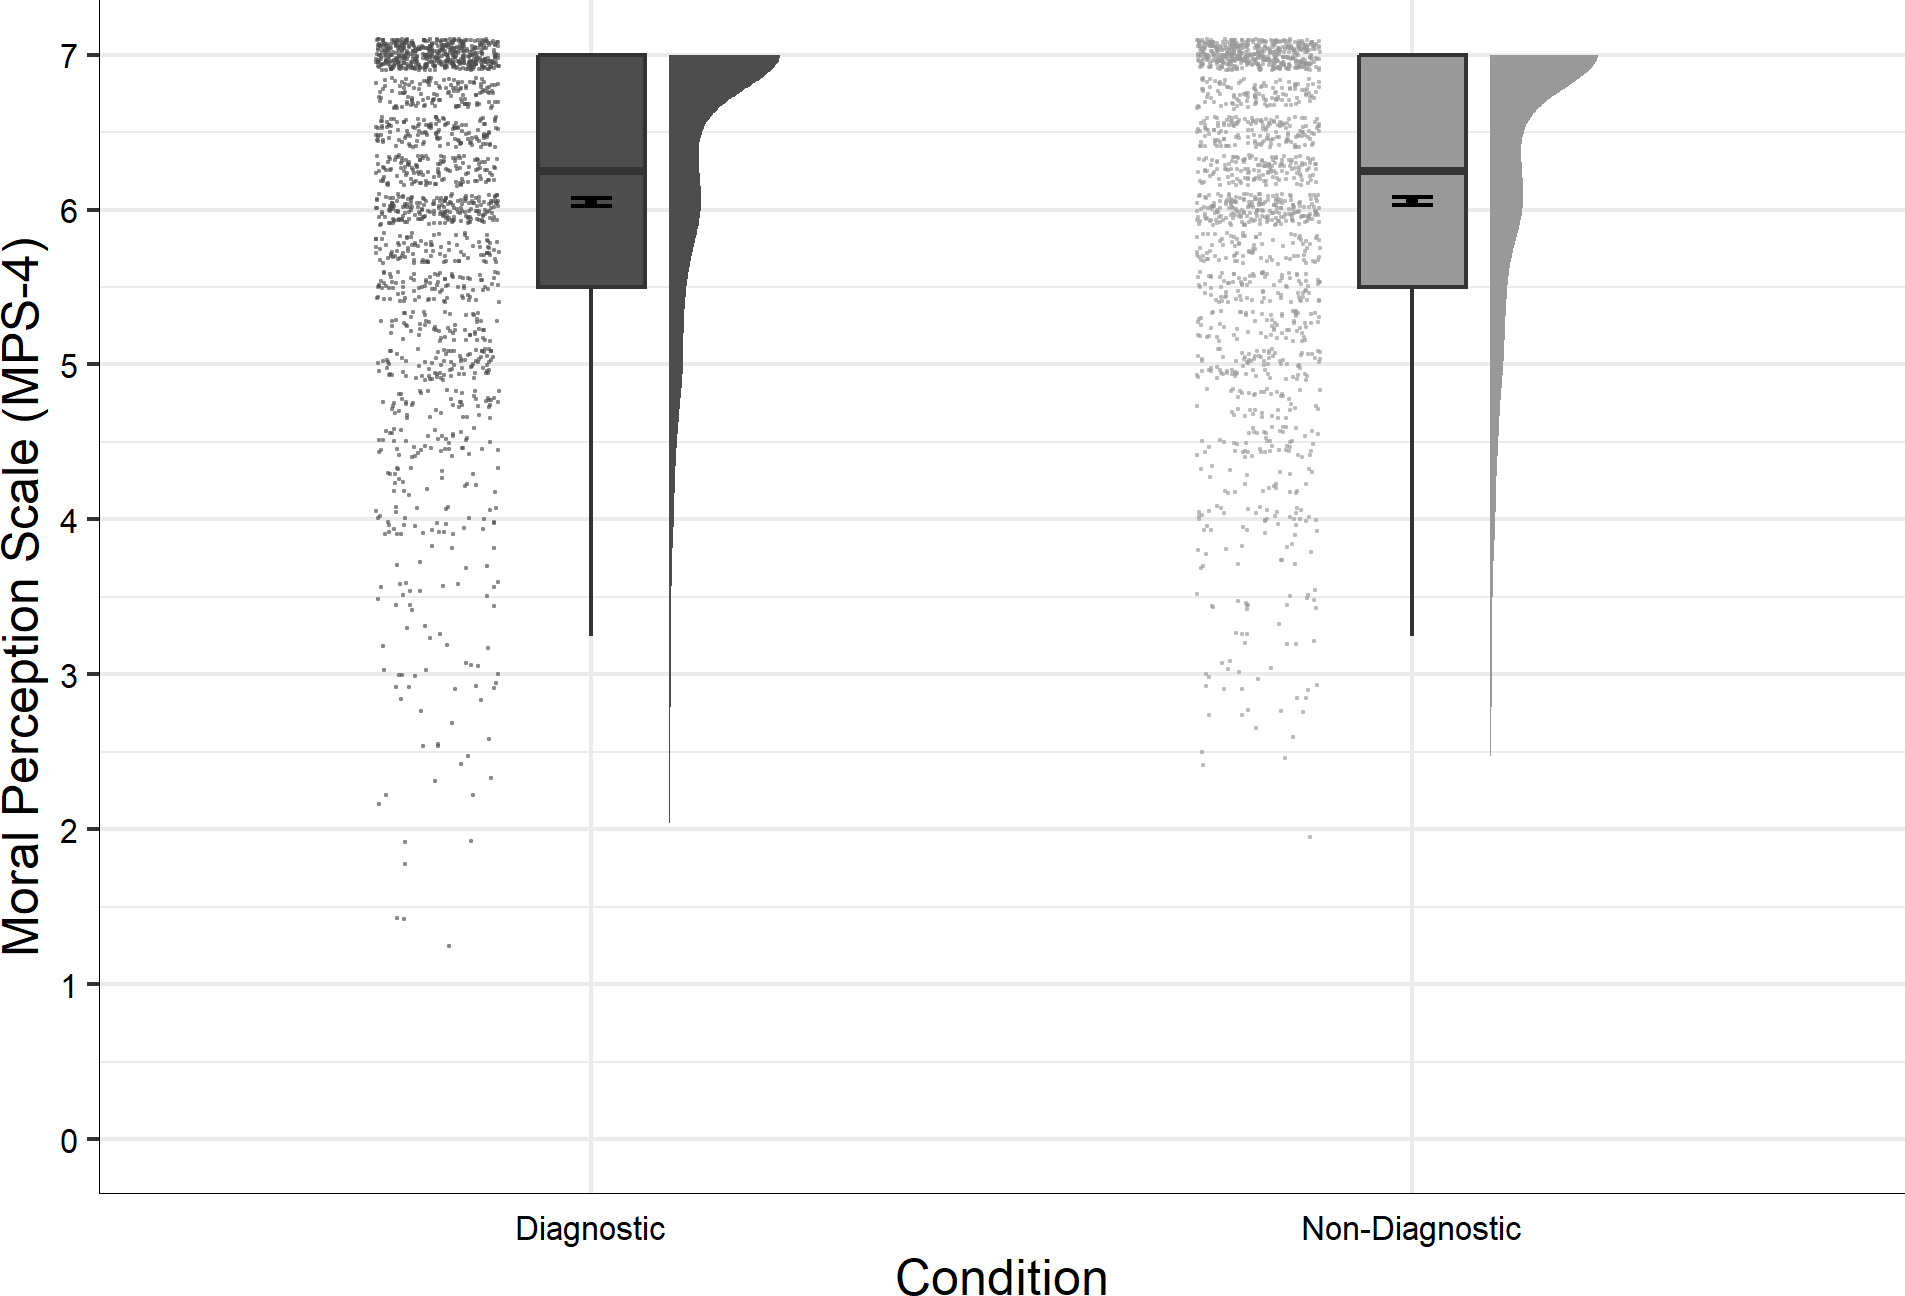 Moral Perception Scale (MPS-4)
7
6
5
4
3
2
1
0
Diagnostic
Non-Diagnostic
Condition